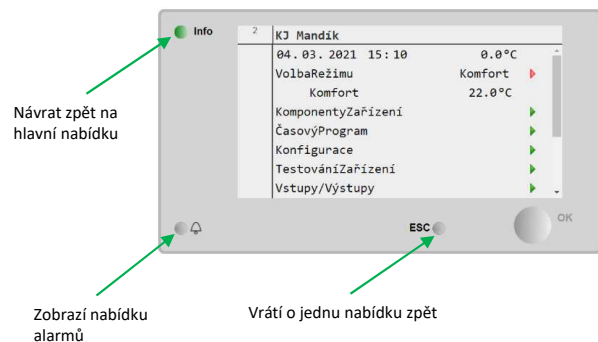 Info
2 KJ Mandík
04.03.2021 15:10 0.0°C
VolbaRežimu Komfort
Komfort 22.0°C
KomponentyZařízení
ČasovýProgram
Konfigurace
TestováníZařízení
Vstupy/Výstupy
Návrat zpět na
hlavní nabídku
ESC
OK
Zobrazí nabídku
alarmů
Vrátí o jednu nabídku zpět